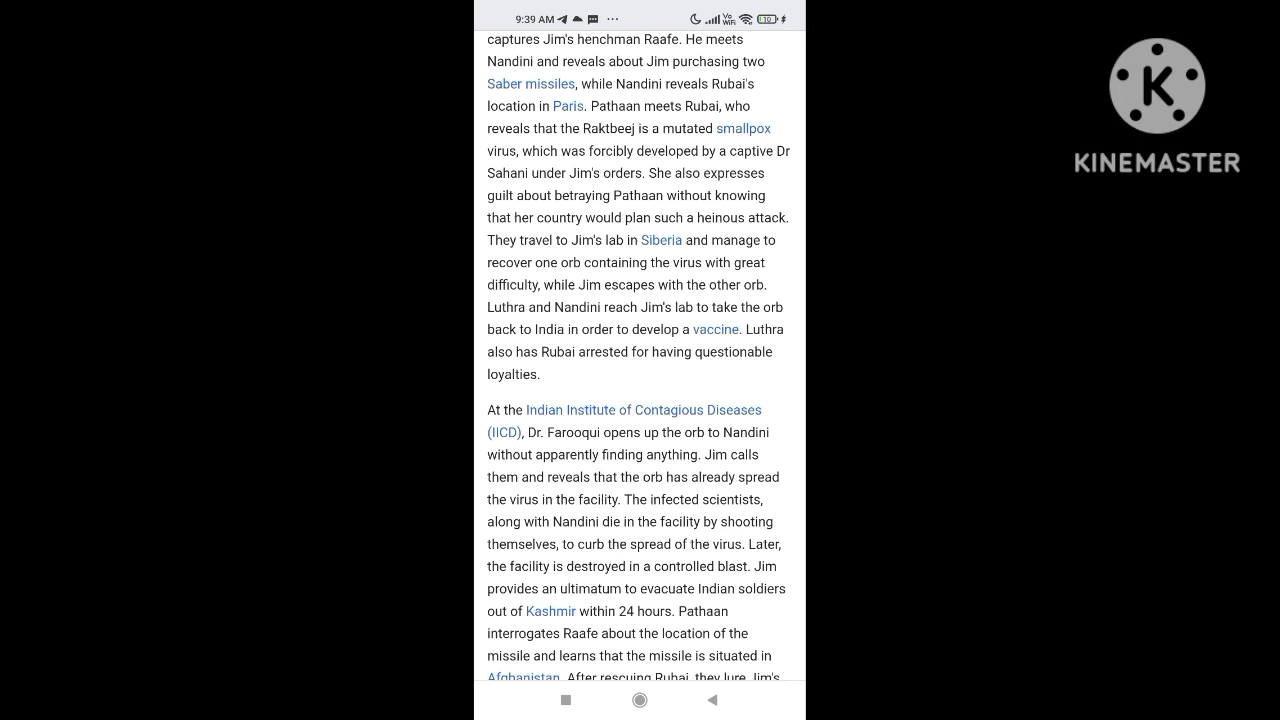 9:39 AM
Vo
WiFi
10
captures Jim's henchman Raafe. He meets
Nandini and reveals about Jim purchasing two
Saber missiles, while Nandini reveals Rubai's
location in Paris. Pathaan meets Rubai, who
reveals that the Raktbeej is a mutated smallpox
virus, which was forcibly developed by a captive Dr
Sahani under Jim's orders. She also expresses
guilt about betraying Pathaan without knowing
that her country would plan such a heinous attack.
They travel to Jim's lab in Siberia and manage to
recover one orb containing the virus with great
difficulty, while Jim escapes with the other orb.
Luthra and Nandini reach Jim's lab to take the orb
back to India in order to develop a vaccine. Luthra
also has Rubai arrested for having questionable
loyalties.
At the Indian Institute of Contagious Diseases
(IICD), Dr. Farooqui opens up the orb to Nandini
without apparently finding anything. Jim calls
them and reveals that the orb has already spread
the virus in the facility. The infected scientists,
along with Nandini die in the facility by shooting
themselves, to curb the spread of the virus. Later,
the facility is destroyed in a controlled blast. Jim
provides an ultimatum to evacuate Indian soldiers
out of Kashmir within 24 hours. Pathaan
interrogates Raafe about the location of the
missile and learns that the missile is situated in
Afghanistan. After rescuing Rubai, they lure Jim's
K
KINEMASTER